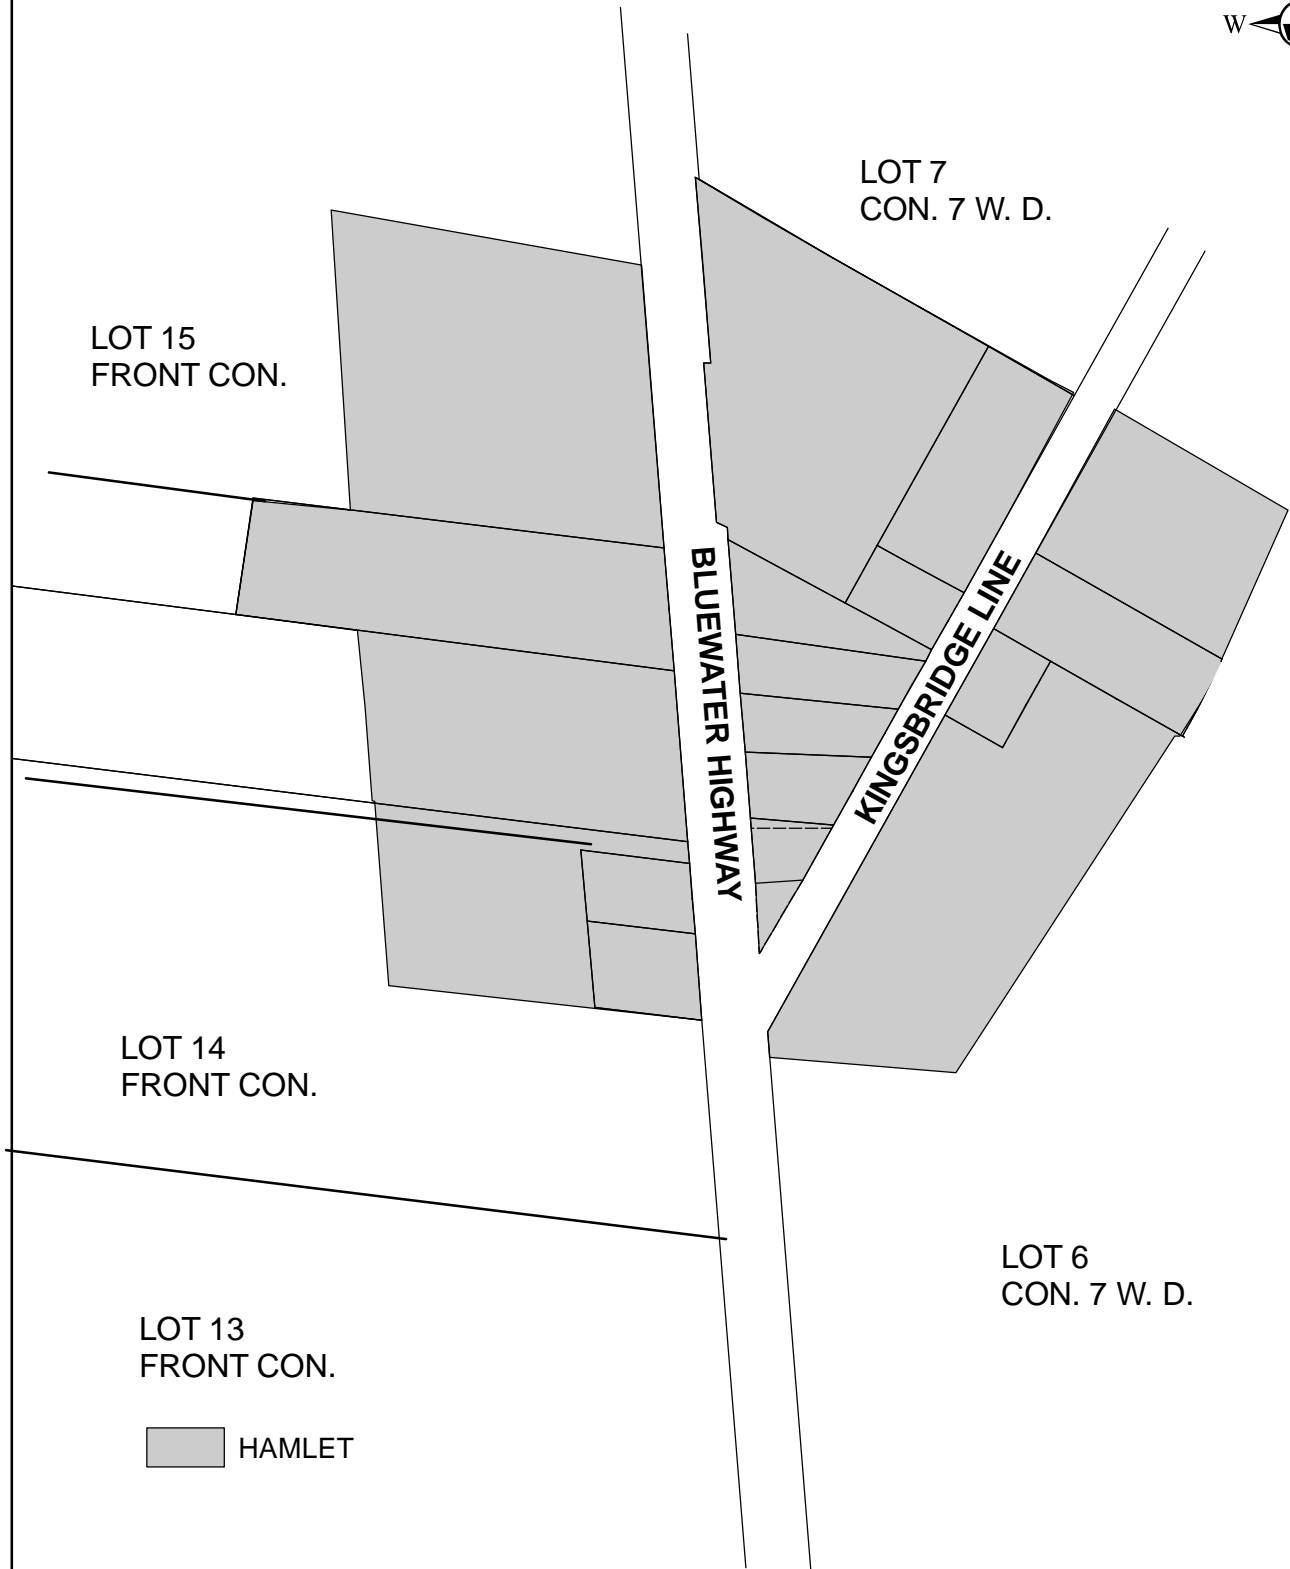 W
LOT 7
CON. 7 W. D.
LOT 15
FRONT CON.
BLUEWATER HIGHWAY
KINGSBRIDGE LINE
LOT 14
FRONT CON.
LOT 6
CON. 7 W. D.
LOT 13
FRONT CON.
HAMLET